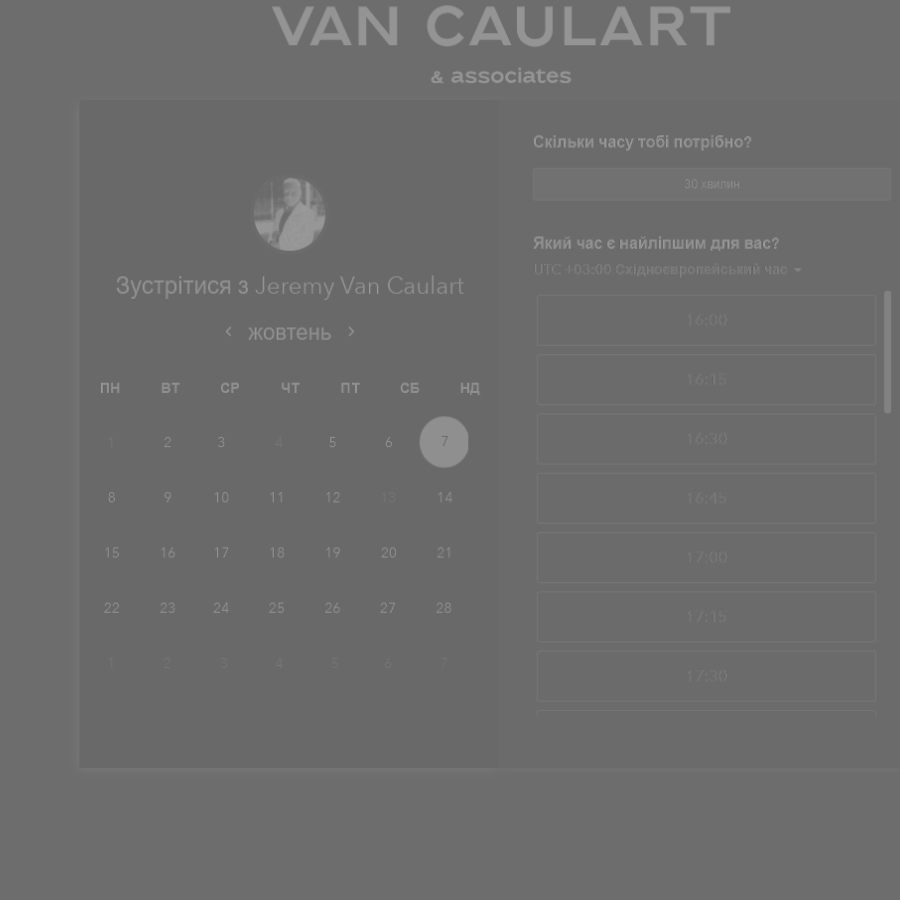 VAN CAULART
& associates
Зустрітися з Jeremy Van Caulart
жовтень
ПН ВТ СР ЧТ ПТ СБ НД
1 2 3 4 5 6 7
8 9 10 11 12 13 14
15 16 17 18 19 20 21
22 23 24 25 26 27 28
1 2 3 4 5 6 7
Скільки часу тобі потрібно?
30 хвилин
Який час є найліпшим для вас?
UTC +03:00 Східноєвропейський час
16:00
16:15
16:30
16:45
17:00
17:15
17:30